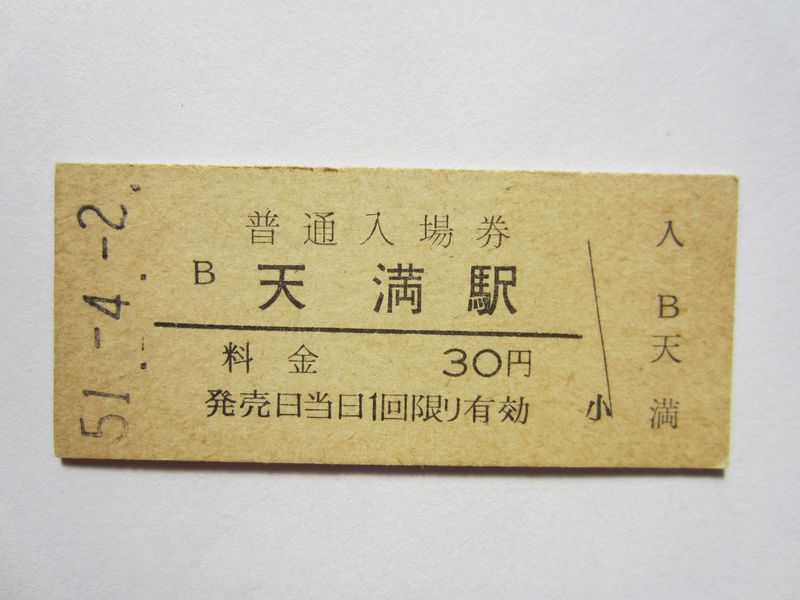 51.-4.-2.
普通入場券
B 天満駅
料金 30円
発売日当日1回限り有効 小
入
B
天
満